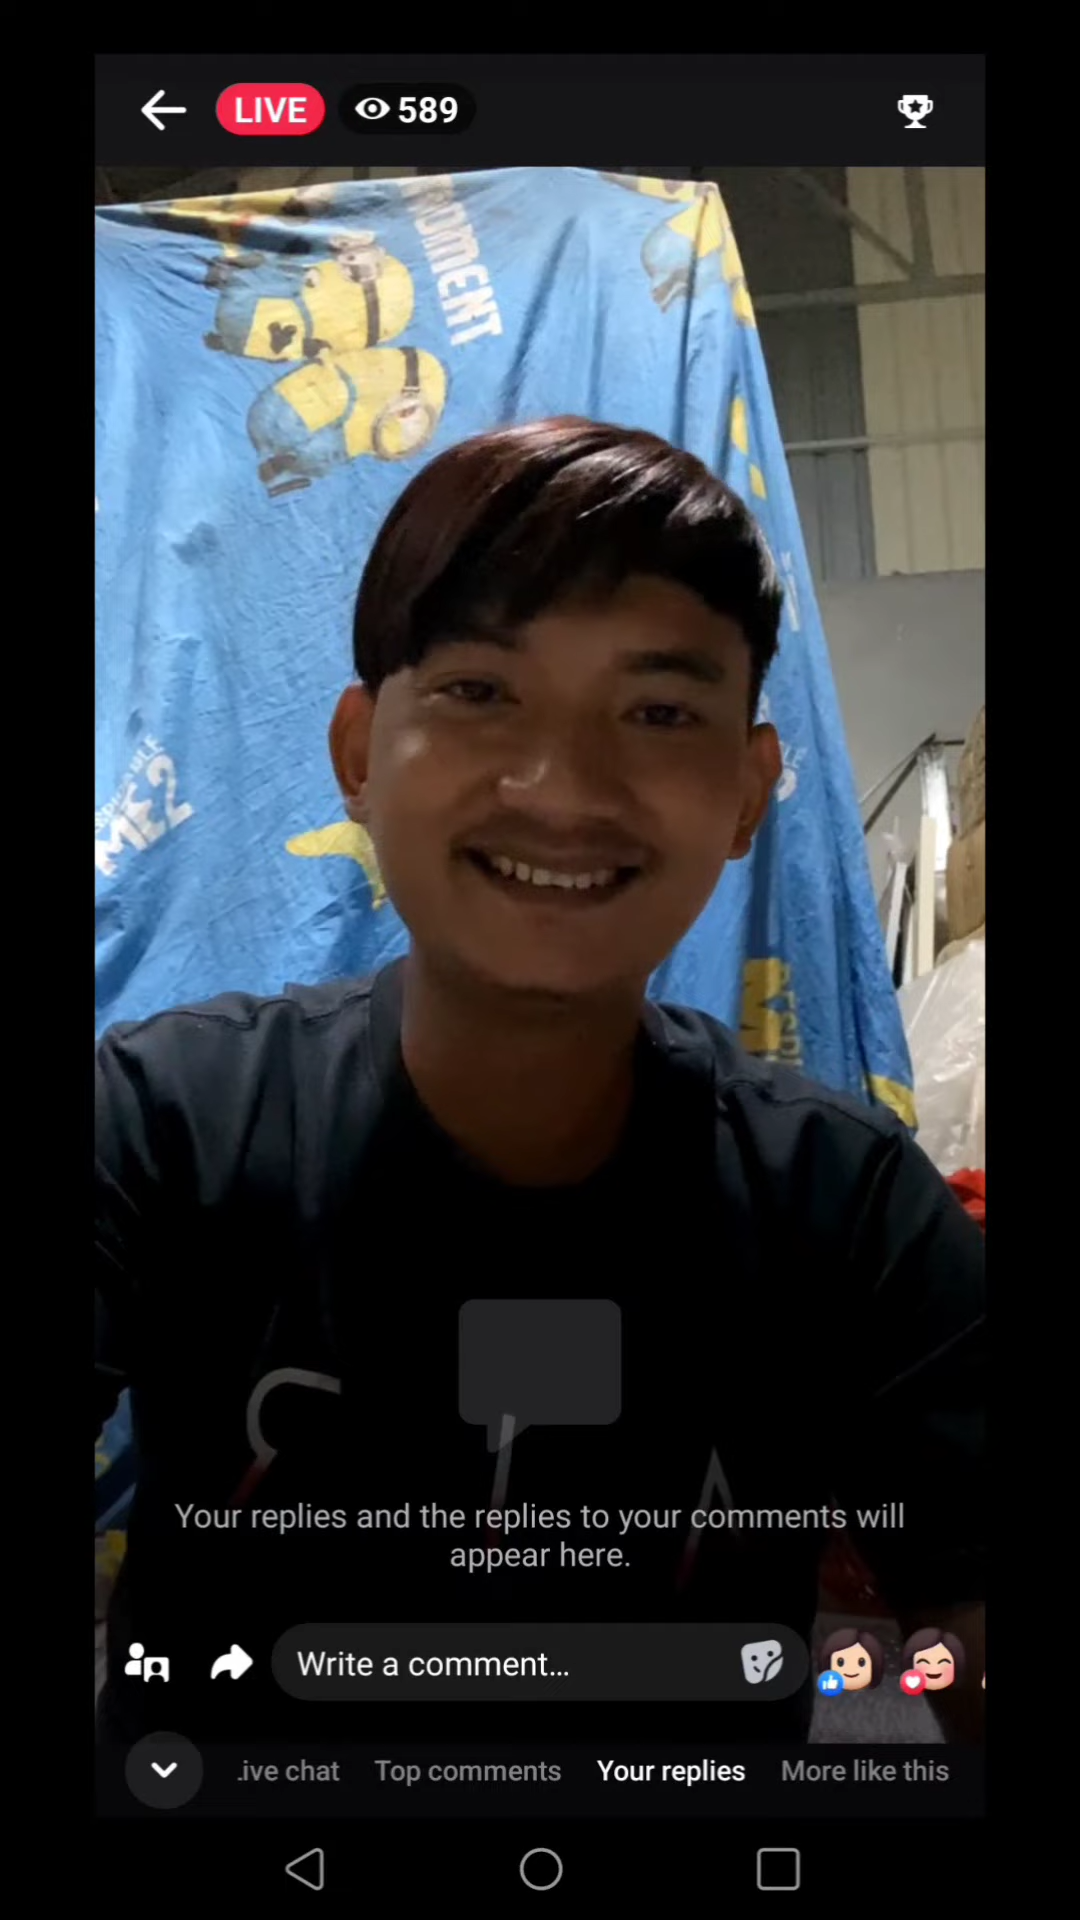 LIVE
589
ROMENT
ME2
Write a comment...
Your replies and the replies to your comments will
appear here.
.ive chat
Top comments
Your replies
More like this